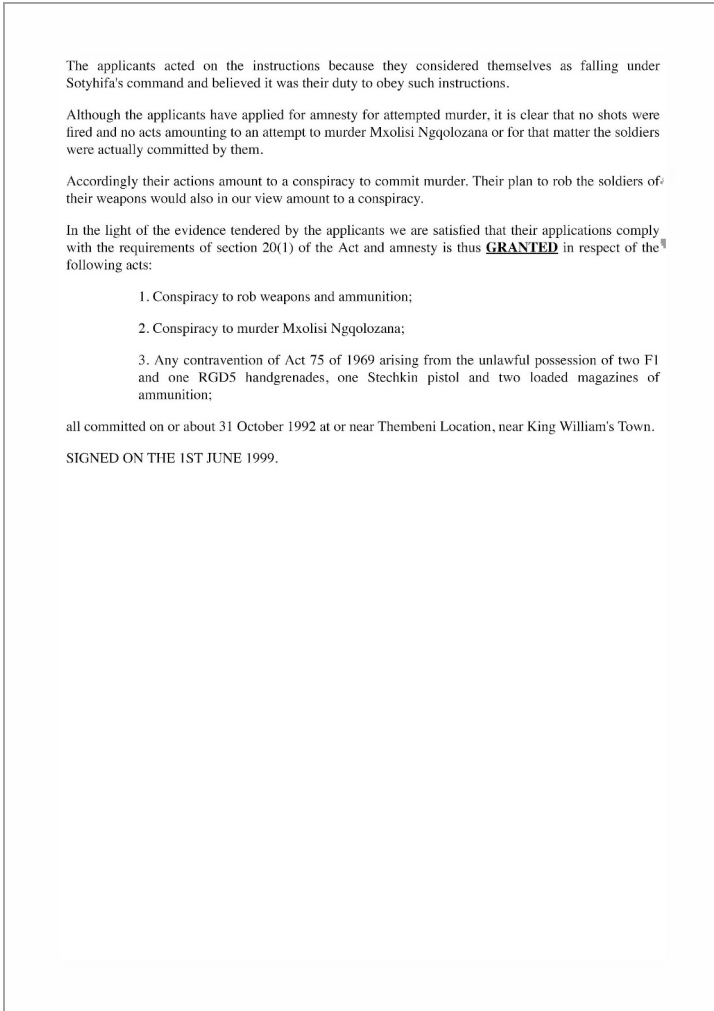 The applicants acted on the instructions because they considered themselves as falling under
Sotyhifa's command and believed it was their duty to obey such instructions.
Although the applicants have applied for amnesty for attempted murder, it is clear that no shots were
fired and no acts amounting to an attempt to murder Mxolisi Ngqolozana or for that matter the soldiers
were actually committed by them.
Accordingly their actions amount to a conspiracy to commit murder. Their plan to rob the soldiers of
their weapons would also in our view amount to a conspiracy.
In the light of the evidence tendered by the applicants we are satisfied that their applications comply
with the requirements of section 20(1) of the Act and amnesty is thus GRANTED in respect of the
following acts:
1. Conspiracy to rob weapons and ammunition;
2. Conspiracy to murder Mxolisi Ngqolozana;
3. Any contravention of Act 75 of 1969 arising from the unlawful possession of two F1
and one RGD5 handgrenades, one Stechkin pistol and two loaded magazines of
ammunition;
all committed on or about 31 October 1992 at or near Thembeni Location, near King William's Town.
SIGNED ON THE 1ST JUNE 1999.